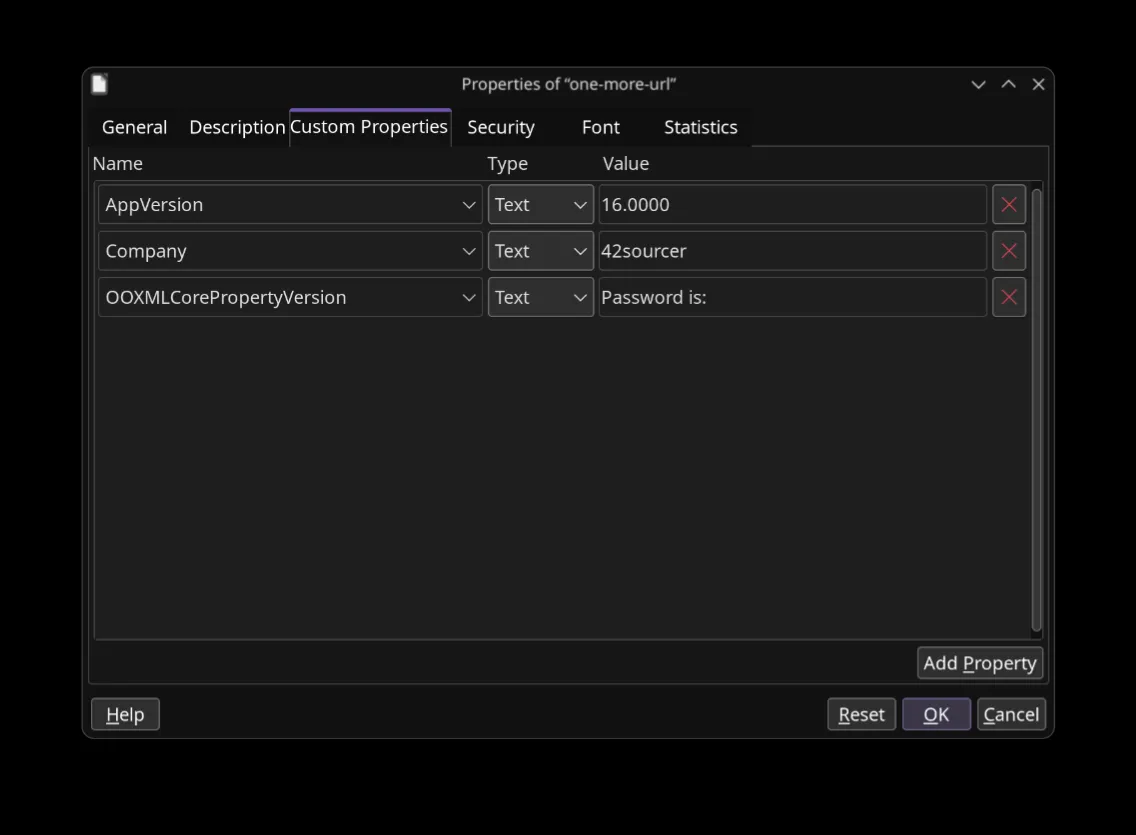 Properties of “one-more-url”
General Description Custom Properties Security Font Statistics
Name Type Value
AppVersion Text 16.0000
Company Text 42sourcer
OOXMLCorePropertyVersion Text Password is:
Add Property
Help Reset OK Cancel